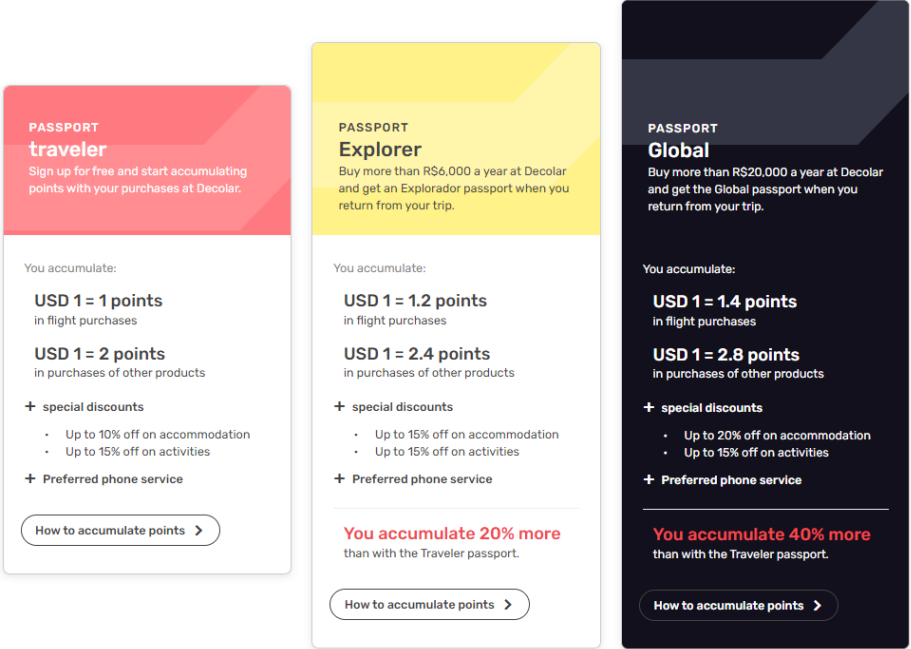 PASSPORT
traveler
Sign up for free and start accumulating
points with your purchases at Decolar.
You accumulate:
USD 1 = 1 points
in flight purchases
USD 1 = 2 points
in purchases of other products
+ special discounts
• Up to 10% off on accommodation
• Up to 15% off on activities
+ Preferred phone service
How to accumulate points >
PASSPORT
Explorer
Buy more than R$6,000 a year at Decolar
and get an Explorador passport when you
return from your trip.
You accumulate:
USD 1 = 1.2 points
in flight purchases
USD 1 = 2.4 points
in purchases of other products
+ special discounts
• Up to 15% off on accommodation
• Up to 15% off on activities
+ Preferred phone service
You accumulate 20% more
than with the Traveler passport.
How to accumulate points >
PASSPORT
Global
Buy more than R$20,000 a year at Decolar
and get the Global passport when you
return from your trip.
You accumulate:
USD 1 = 1.4 points
in flight purchases
USD 1 = 2.8 points
in purchases of other products
+ special discounts
• Up to 20% off on accommodation
• Up to 15% off on activities
+ Preferred phone service
You accumulate 40% more
than with the Traveler passport.
How to accumulate points >